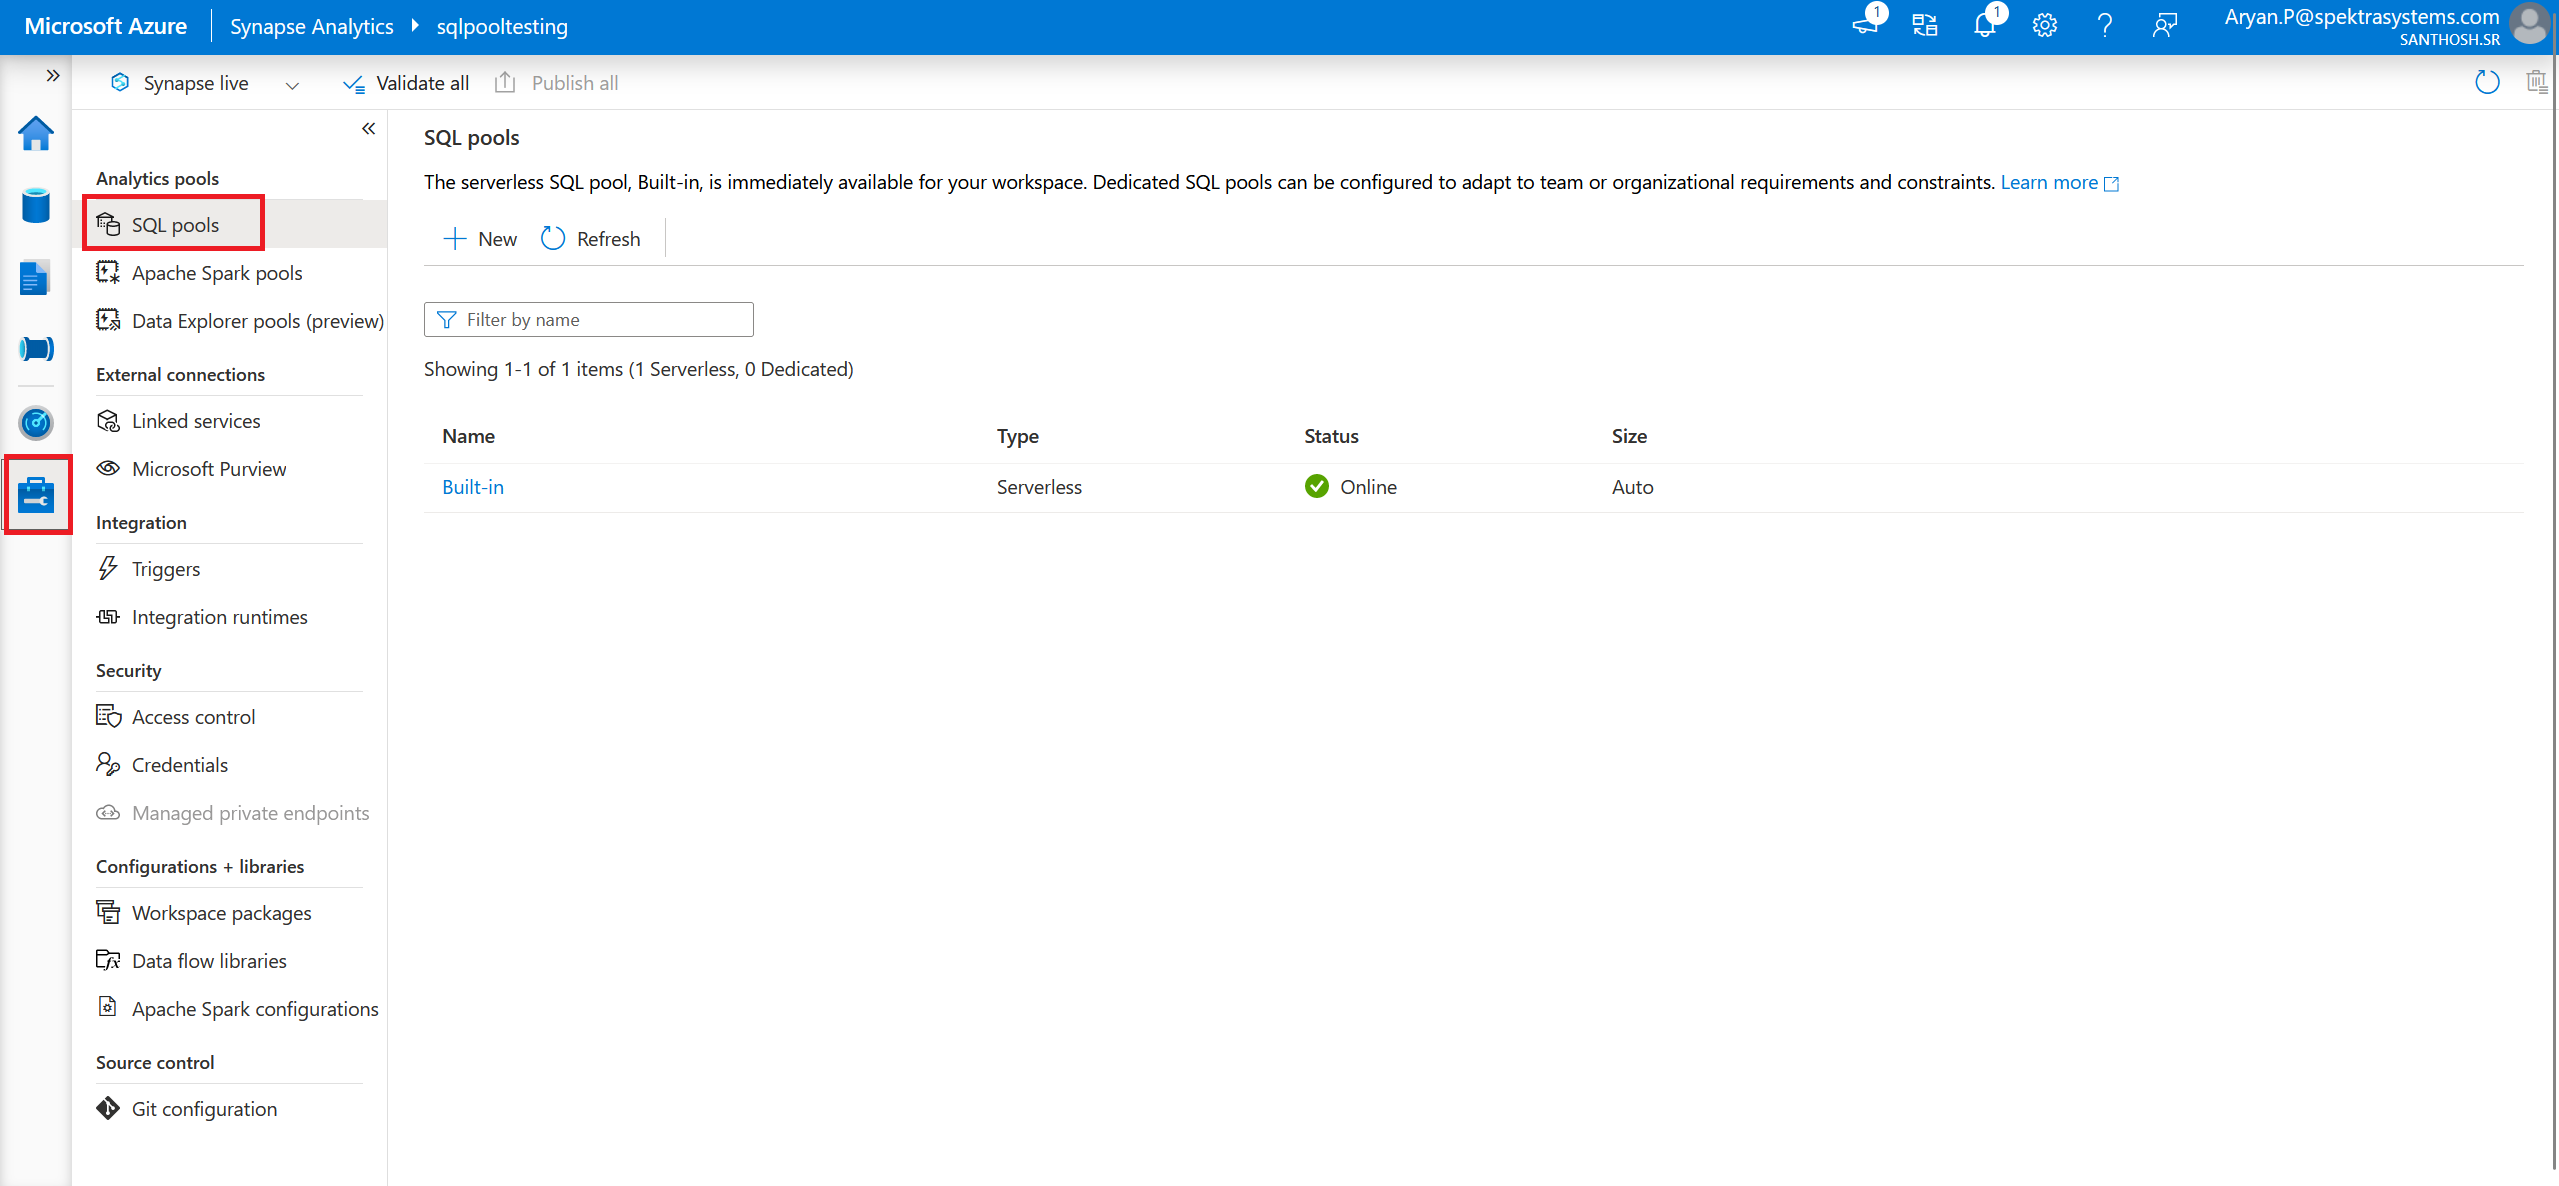 Microsoft Azure
Synapse Analytics
sqlpooltesting
1
1
Aryan.P@spektrasystems.com
SANTHOSH.SR
Synapse live
Validate all
Publish all
Analytics pools
SQL pools
Apache Spark pools
Data Explorer pools (preview)
External connections
Linked services
Microsoft Purview
Integration
Triggers
Integration runtimes
Security
Access control
Credentials
Managed private endpoints
Configurations + libraries
Workspace packages
Data flow libraries
Apache Spark configurations
Source control
Git configuration
SQL pools
The serverless SQL pool, Built-in, is immediately available for your workspace. Dedicated SQL pools can be configured to adapt to team or organizational requirements and constraints. Learn more
New
Refresh
Filter by name
Showing 1-1 of 1 items (1 Serverless, 0 Dedicated)
Name Type Status Size
Built-in Serverless Online Auto